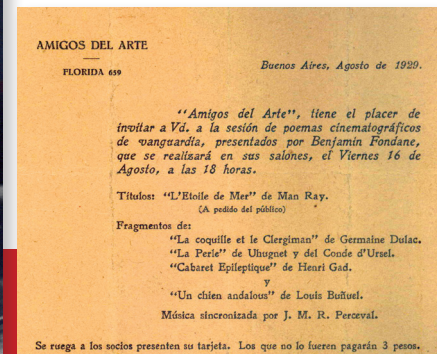 AMIGOS DEL ARTE
FLORIDA 659
Buenos Aires, Agosto de 1929.
"Amigos del Arte", tiene el placer de
invitar a Vd. a la sesión de poemas cinematográficos
de vanguardia, presentados por Benjamin Fondane,
que se realizará en sus salones, el Viernes 16 de
Agosto, a las 18 horas.
Títulos: "L'Etoile de Mer" de Man Ray.
(A pedido del público)
Fragmentos de:
"La coquille et le Clergiman" de Germaine Dulac.
"La Perle" de Uhugnet y del Conde d'Ursel.
"Cabaret Epileptique" de Henri Gad.
y
"Un chien andalous" de Louis Buñuel.
Música sincronizada por J. M. R. Perceval.
Se ruega a los socios presenten su tarjeta. Los que no lo fueren pagarán 3 pesos.